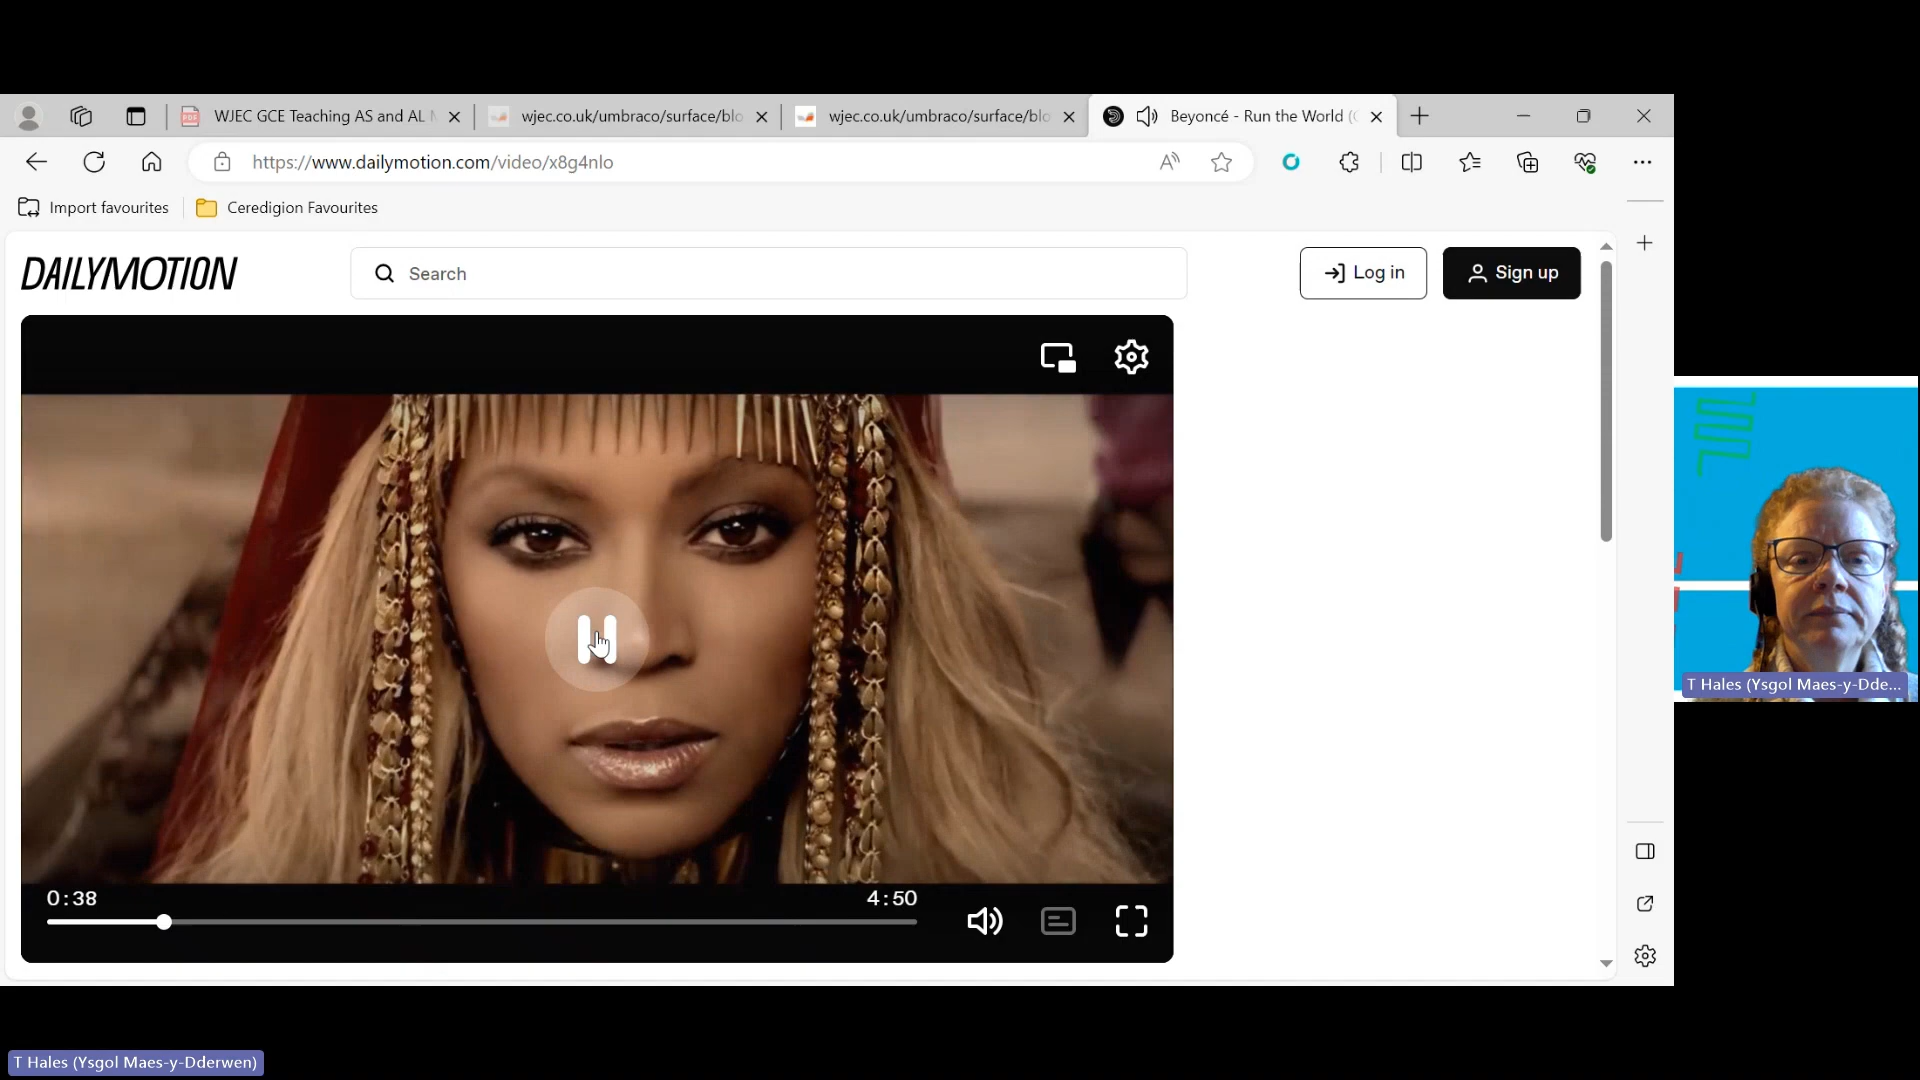 WJEC GCE Teaching AS and AL
wjec.co.uk/umbraco/surface/blo
wjec.co.uk/umbraco/surface/blo
Beyoncé - Run the World (
https://www.dailymotion.com/video/x8g4nlo
Import favourites
Ceredigion Favourites
DAILYMOTION
Search
Log in
Sign up
0:38
4:50
T Hales (Ysgol Maes-y-Dde...
T Hales (Ysgol Maes-y-Dderwen)